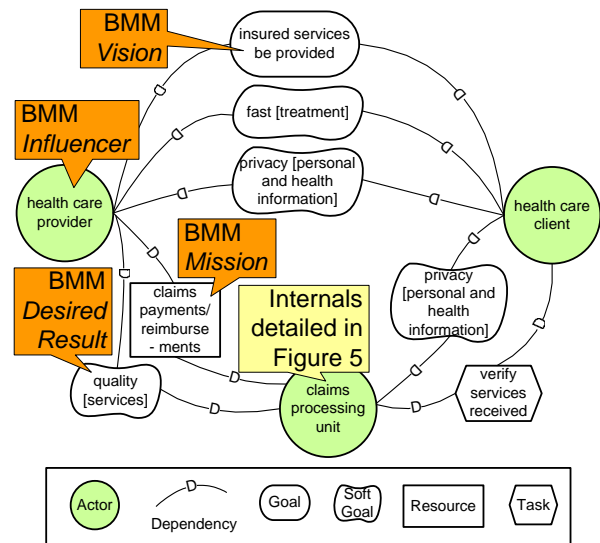 BMM
Vision
insured services
be provided
fast [treatment]
BMM
Influencer
privacy [personal
and health
information]
health care
provider
health care
client
BMM
Mission
BMM
Desired
Result
claims
payments/
reimburse
- ments
Internals
detailed in
Figure 5
privacy
[personal and
health
information]
quality
[services]
claims
processing
unit
verify
services
received
D
D
D
D
D
D
D
D
D
D
D
D
D
D
Actor
D
Dependency
Goal
Soft
Goal
Resource
Task